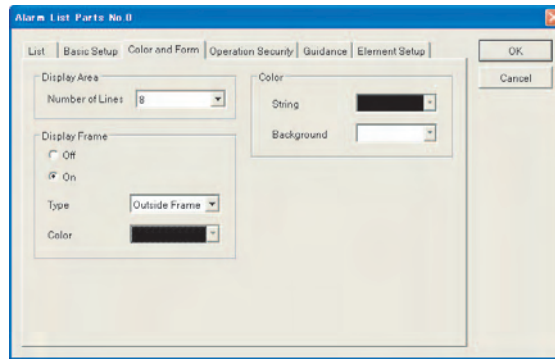 Alarm List Parts No.0
List Basic Setup Color and Form Operation Security Guidance Element Setup
OK
Cancel
Display Area
Number of Lines 8
Display Frame
Off
On
Type Outside Frame
Color
Color
String
Background